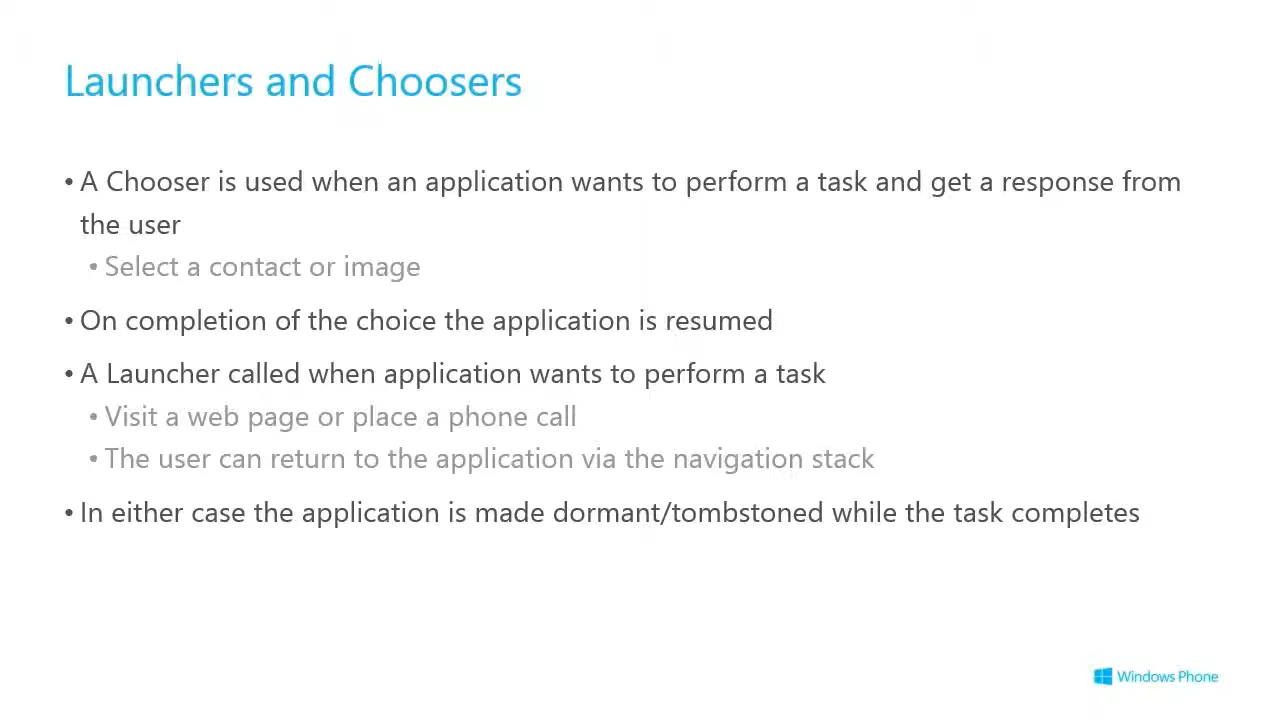 Launchers and Choosers
• A Chooser is used when an application wants to perform a task and get a response from
the user
• Select a contact or image
• On completion of the choice the application is resumed
• A Launcher called when application wants to perform a task
• Visit a web page or place a phone call
• The user can return to the application via the navigation stack
• In either case the application is made dormant/tombstoned while the task completes
Windows Phone